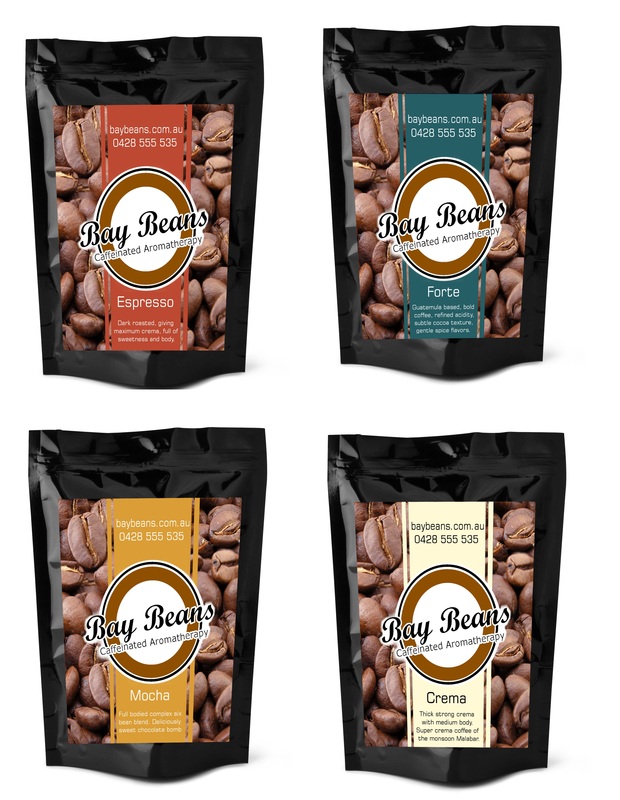 baybeans.com.au
0428 555 535
Bay Beans
Caffeinated Aromatherapy
Espresso
Dark roasted, giving
maximum crema, full of
sweetness and body.
baybeans.com.au
0428 555 535
Bay Beans
Caffeinated Aromatherapy
Forte
Guatemala based, bold
coffee, refined acidity,
subtle cocoa texture,
gentle spice flavors.
baybeans.com.au
0428 555 535
Bay Beans
Caffeinated Aromatherapy
Mocha
Full bodied complex six
bean blend. Deliciously
sweet chocolate bomb
baybeans.com.au
0428 555 535
Bay Beans
Caffeinated Aromatherapy
Crema
Thick strong crema
with medium body.
Super crema coffee of
the monsoon Malabar.